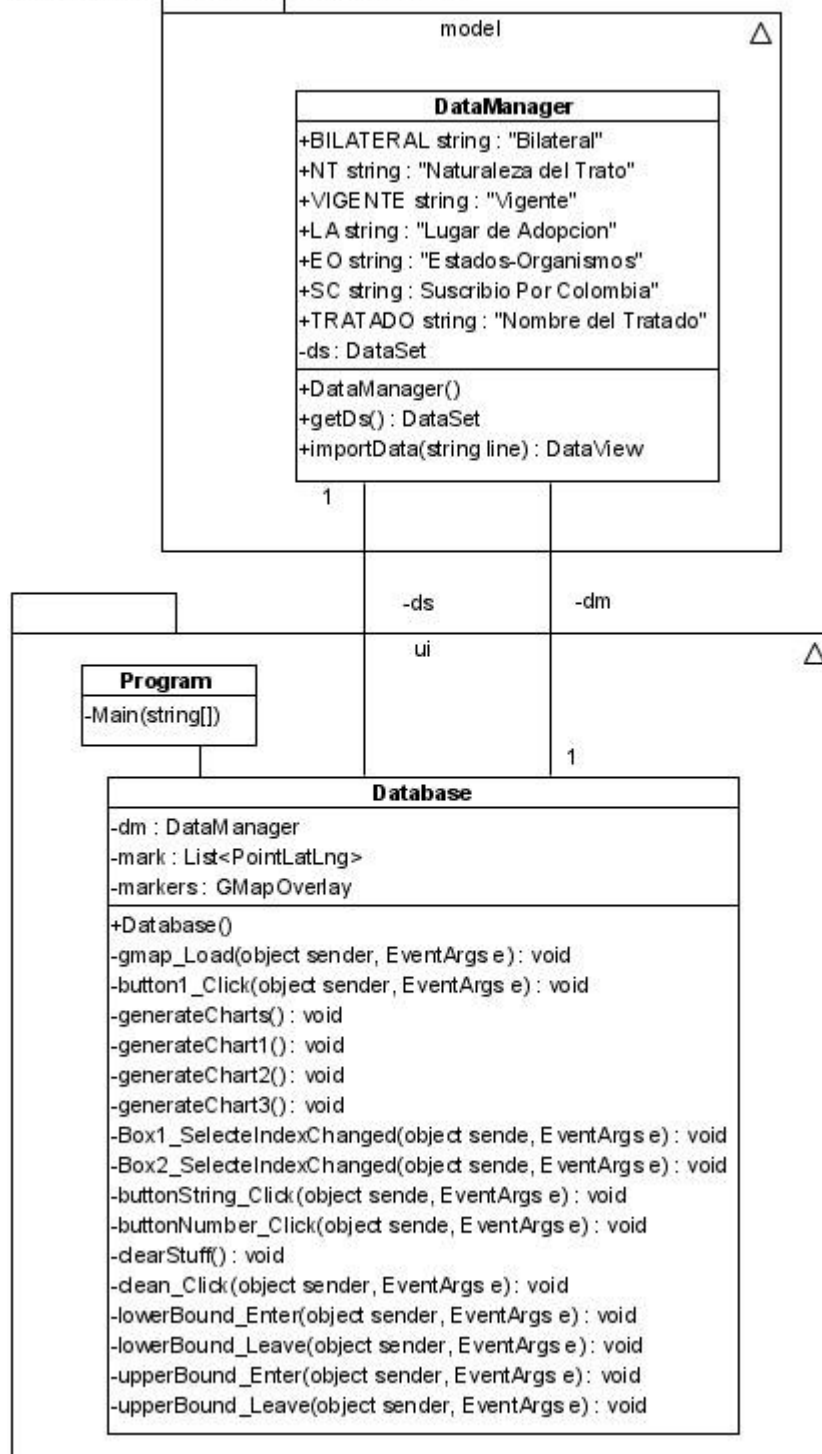 model
DataManager
+BILATERAL string : "Bilateral"
+NT string : "Naturaleza del Trato"
+VIGENTE string : "Vigente"
+LA string : "Lugar de Adopcion"
+EO string : "Estados-Organismos"
+SC string : Suscribio Por Colombia"
+TRATADO string : "Nombre del Tratado"
-ds : DataSet
+DataManager()
+getDs() : DataSet
+importData(string line) : DataView
1
-ds
-dm
ui
Program
-Main(string[])
1
Database
-dm : DataManager
-mark : List<PointLatLng>
-markers : GMapOverlay
+Database()
-gmap_Load(object sender, EventArgs e) : void
-button1_Click(object sender, EventArgs e) : void
-generateCharts() : void
-generateChart1() : void
-generateChart2() : void
-generateChart3() : void
-Box1_SelecteIndexChanged(object sende, EventArgs e) : void
-Box2_SelecteIndexChanged(object sende, EventArgs e) : void
-buttonString_Click(object sende, EventArgs e) : void
-buttonNumber_Click(object sende, EventArgs e) : void
-clearStuff() : void
-clean_Click(object sender, EventArgs e) : void
-lowerBound_Enter(object sender, EventArgs e) : void
-lowerBound_Leave(object sender, EventArgs e) : void
-upperBound_Enter(object sender, EventArgs e) : void
-upperBound_Leave(object sender, EventArgs e) : void